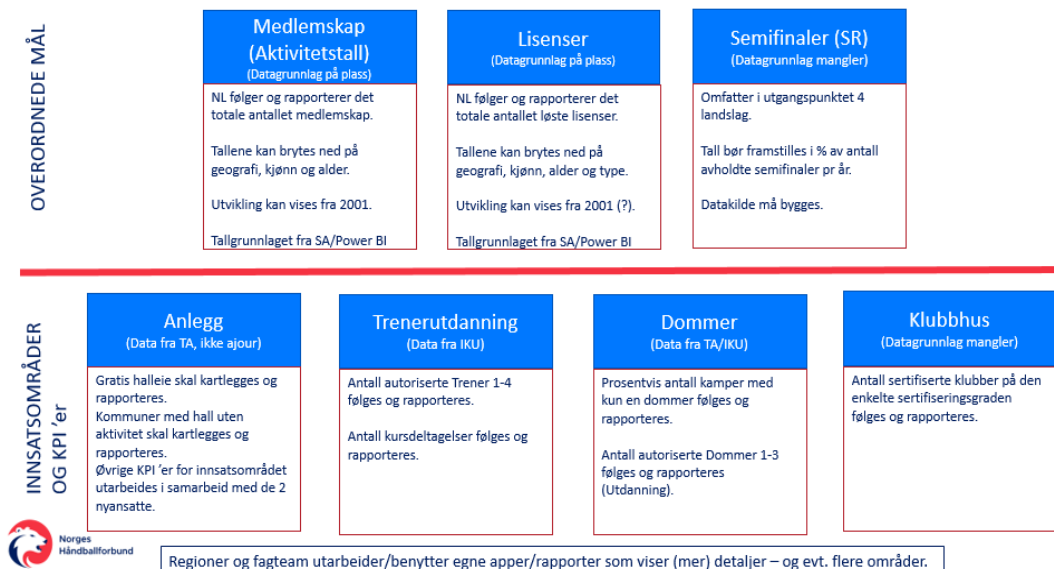 OVERORDNEDE MÅL
Medlemskap
(Aktivitetstall)
(Datagrunnlag på plass)
NL følger og rapporterer det
totale antallet medlemskap.
Tallene kan brytes ned på
geografi, kjønn og alder.
Utvikling kan vises fra 2001.
Tallgrunnlaget fra SA/Power BI
Lisenser
(Datagrunnlag på plass)
NL følger og rapporterer det
totale antallet løste lisenser.
Tallene kan brytes ned på
geografi, kjønn, alder og type.
Utvikling kan vises fra 2001 (?).
Tallgrunnlaget fra SA/Power BI
Semifinaler (SR)
(Datagrunnlag mangler)
Omfatter i utgangspunktet 4
landslag.
Tall bør framstilles i % av antall
avholdte semifinaler pr år.
Datakilde må bygges.
INNSATSOMRÅDER
OG KPI 'er
Anlegg
(Data fra TA, ikke ajour)
Gratis halleie skal kartlegges og
rapporteres.
Kommuner med hall uten
aktivitet skal kartlegges og
rapporteres.
Øvrige KPI 'er for innsatsområdet
utarbeides i samarbeid med de 2
nyansatte.
Trenerutdanning
(Data fra IKU)
Antall autoriserte Trener 1-4
følges og rapporteres.
Antall kursdeltagelser følges og
rapporteres.
Dommer
(Data fra TA/IKU)
Prosentvis antall kamper med
kun en dommer følges og
rapporteres.
Antall autoriserte Dommer 1-3
følges og rapporteres
(Utdanning).
Klubbhus
(Datagrunnlag mangler)
Antall sertifiserte klubber på den
enkelte sertifiseringsgraden
følges og rapporteres.
Norges
Håndballforbund
Regioner og fagteam utarbeider/benytter egne apper/rapporter som viser (mer) detaljer – og evt. flere områder.